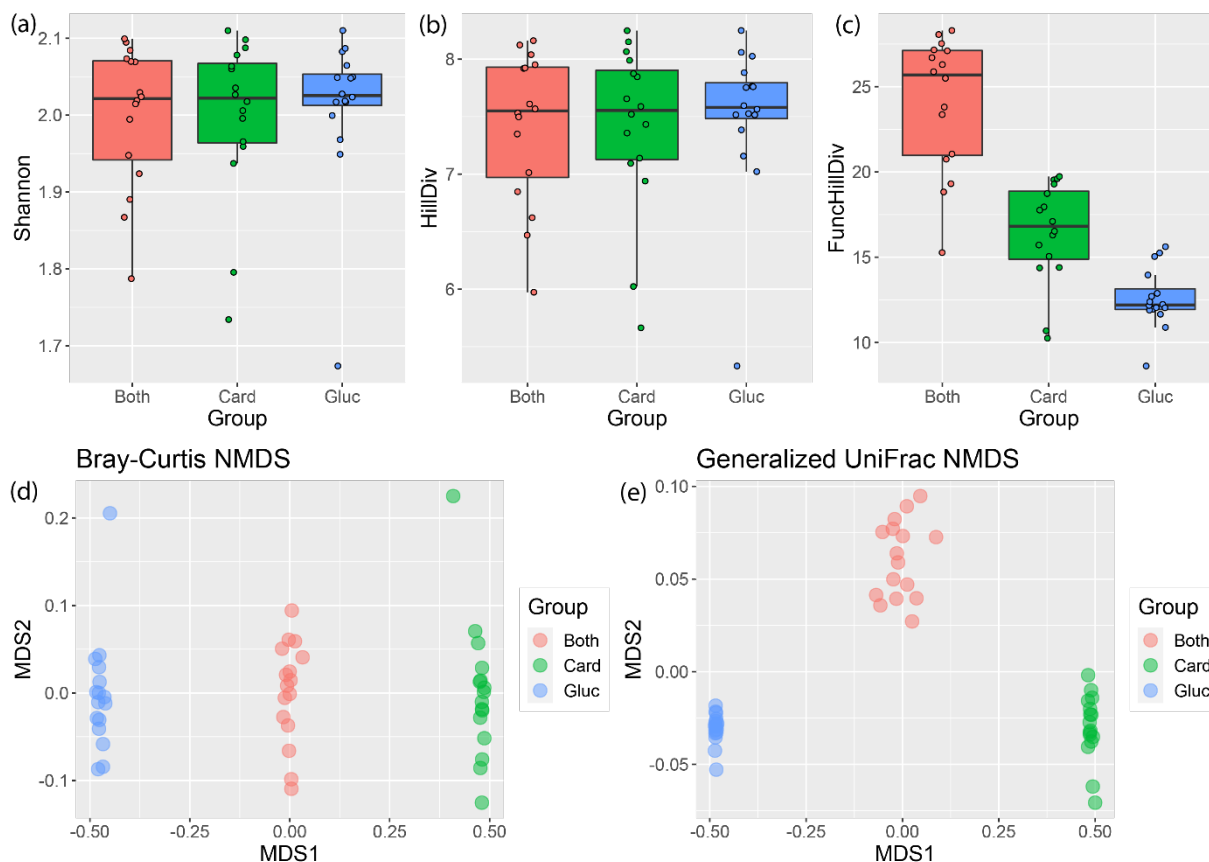 (a)
Shannon
2.1
2.0
1.9
1.8
1.7
Both Card Gluc
Group
(b)
HillDiv
8
7
6
Both Card Gluc
Group
(c)
FuncHillDiv
25
20
15
10
Both Card Gluc
Group
Bray-Curtis NMDS
(d)
MDS2
0.2
0.1
0.0
-0.1
-0.50 -0.25 0.00 0.25 0.50
MDS1
Group
Both
Card
Gluc
Generalized UniFrac NMDS
(e)
MDS2
0.10
0.05
0.00
-0.05
-0.50 -0.25 0.00 0.25 0.50
MDS1
Group
Both
Card
Gluc